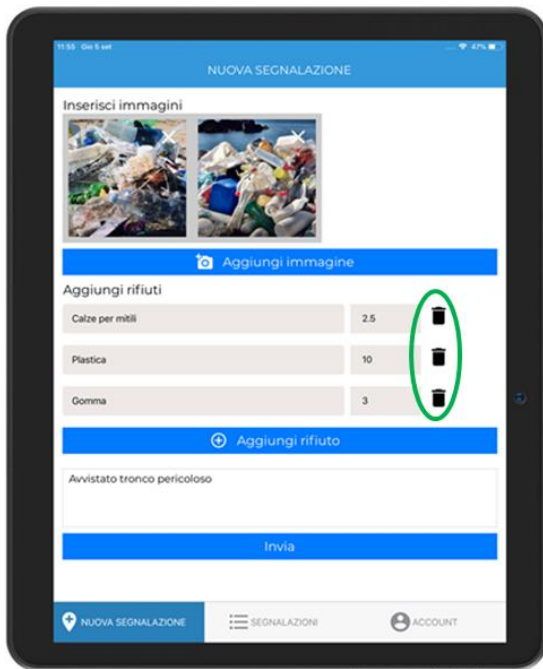 11:55 Gio 5 set
47%
NUOVA SEGNALAZIONE
Inserisci immagini
Aggiungi immagine
Aggiungi rifiuti
Calze per mitili 2.5
Plastica 10
Gomma 3
Aggiungi rifiuto
Avvistato tronco pericoloso
Invia
NUOVA SEGNALAZIONE SEGNALAZIONI ACCOUNT